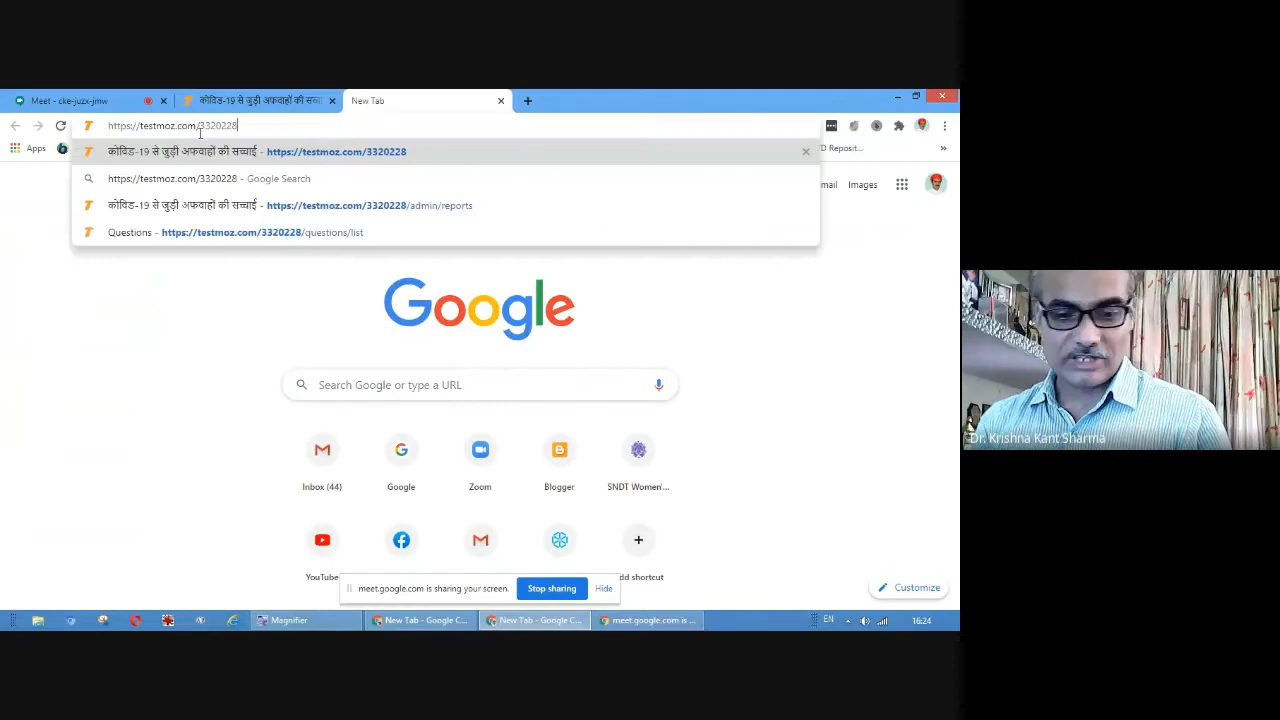 Meet - cke-juzx-jmw
कोविड-19 से जुड़ी अफवाहों की सच्चा
New Tab
https://testmoz.com/3320228
Apps
D Reposit...
कोविड-19 से जुड़ी अफवाहों की सच्चाई - https://testmoz.com/3320228
https://testmoz.com/3320228 - Google Search
कोविड-19 से जुड़ी अफवाहों की सच्चाई - https://testmoz.com/3320228/admin/reports
Questions - https://testmoz.com/3320228/questions/list
mail
Images
Google
Search Google or type a URL
Inbox (44)
Google
Zoom
Blogger
SNDT Women'...
YouTube
dd shortcut
meet.google.com is sharing your screen.
Stop sharing
Hide
Customize
Magnifier
New Tab - Google C...
New Tab - Google C...
meet.google.com is ...
EN
16:24
Dr. Krishna Kant Sharma